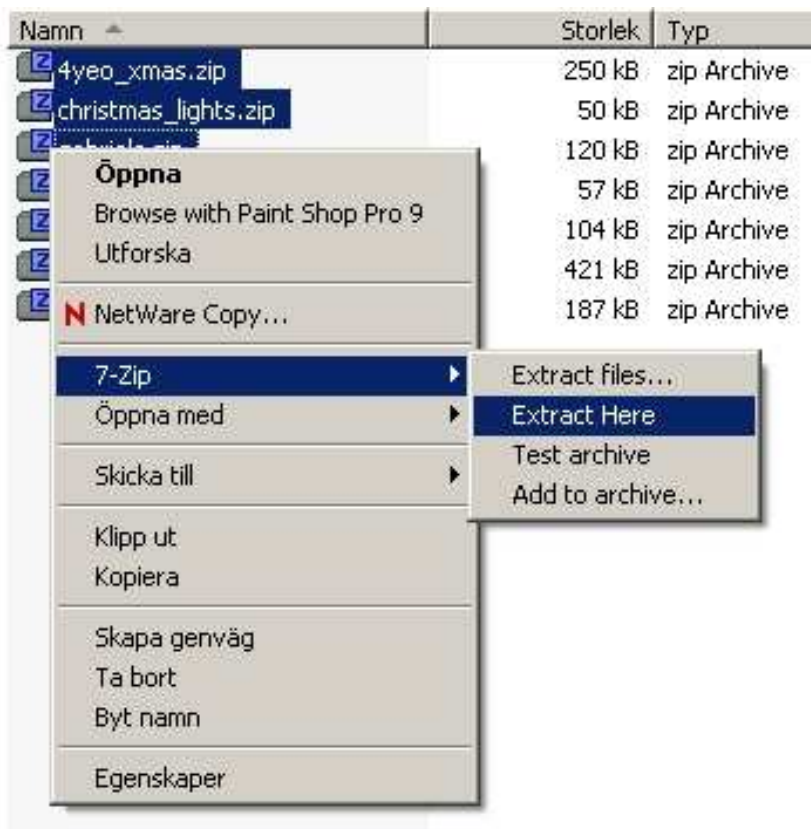 Namn Storlek Typ
4yeo_xmas.zip 250 kB zip Archive
christmas_lights.zip 50 kB zip Archive
120 kB zip Archive
57 kB zip Archive
104 kB zip Archive
421 kB zip Archive
187 kB zip Archive
Öppna
Browse with Paint Shop Pro 9
Utforska
NetWare Copy...
7-Zip
Öppna med
Skicka till
Klipp ut
Kopiera
Skapa genväg
Ta bort
Byt namn
Egenskaper
Extract files...
Extract Here
Test archive
Add to archive...